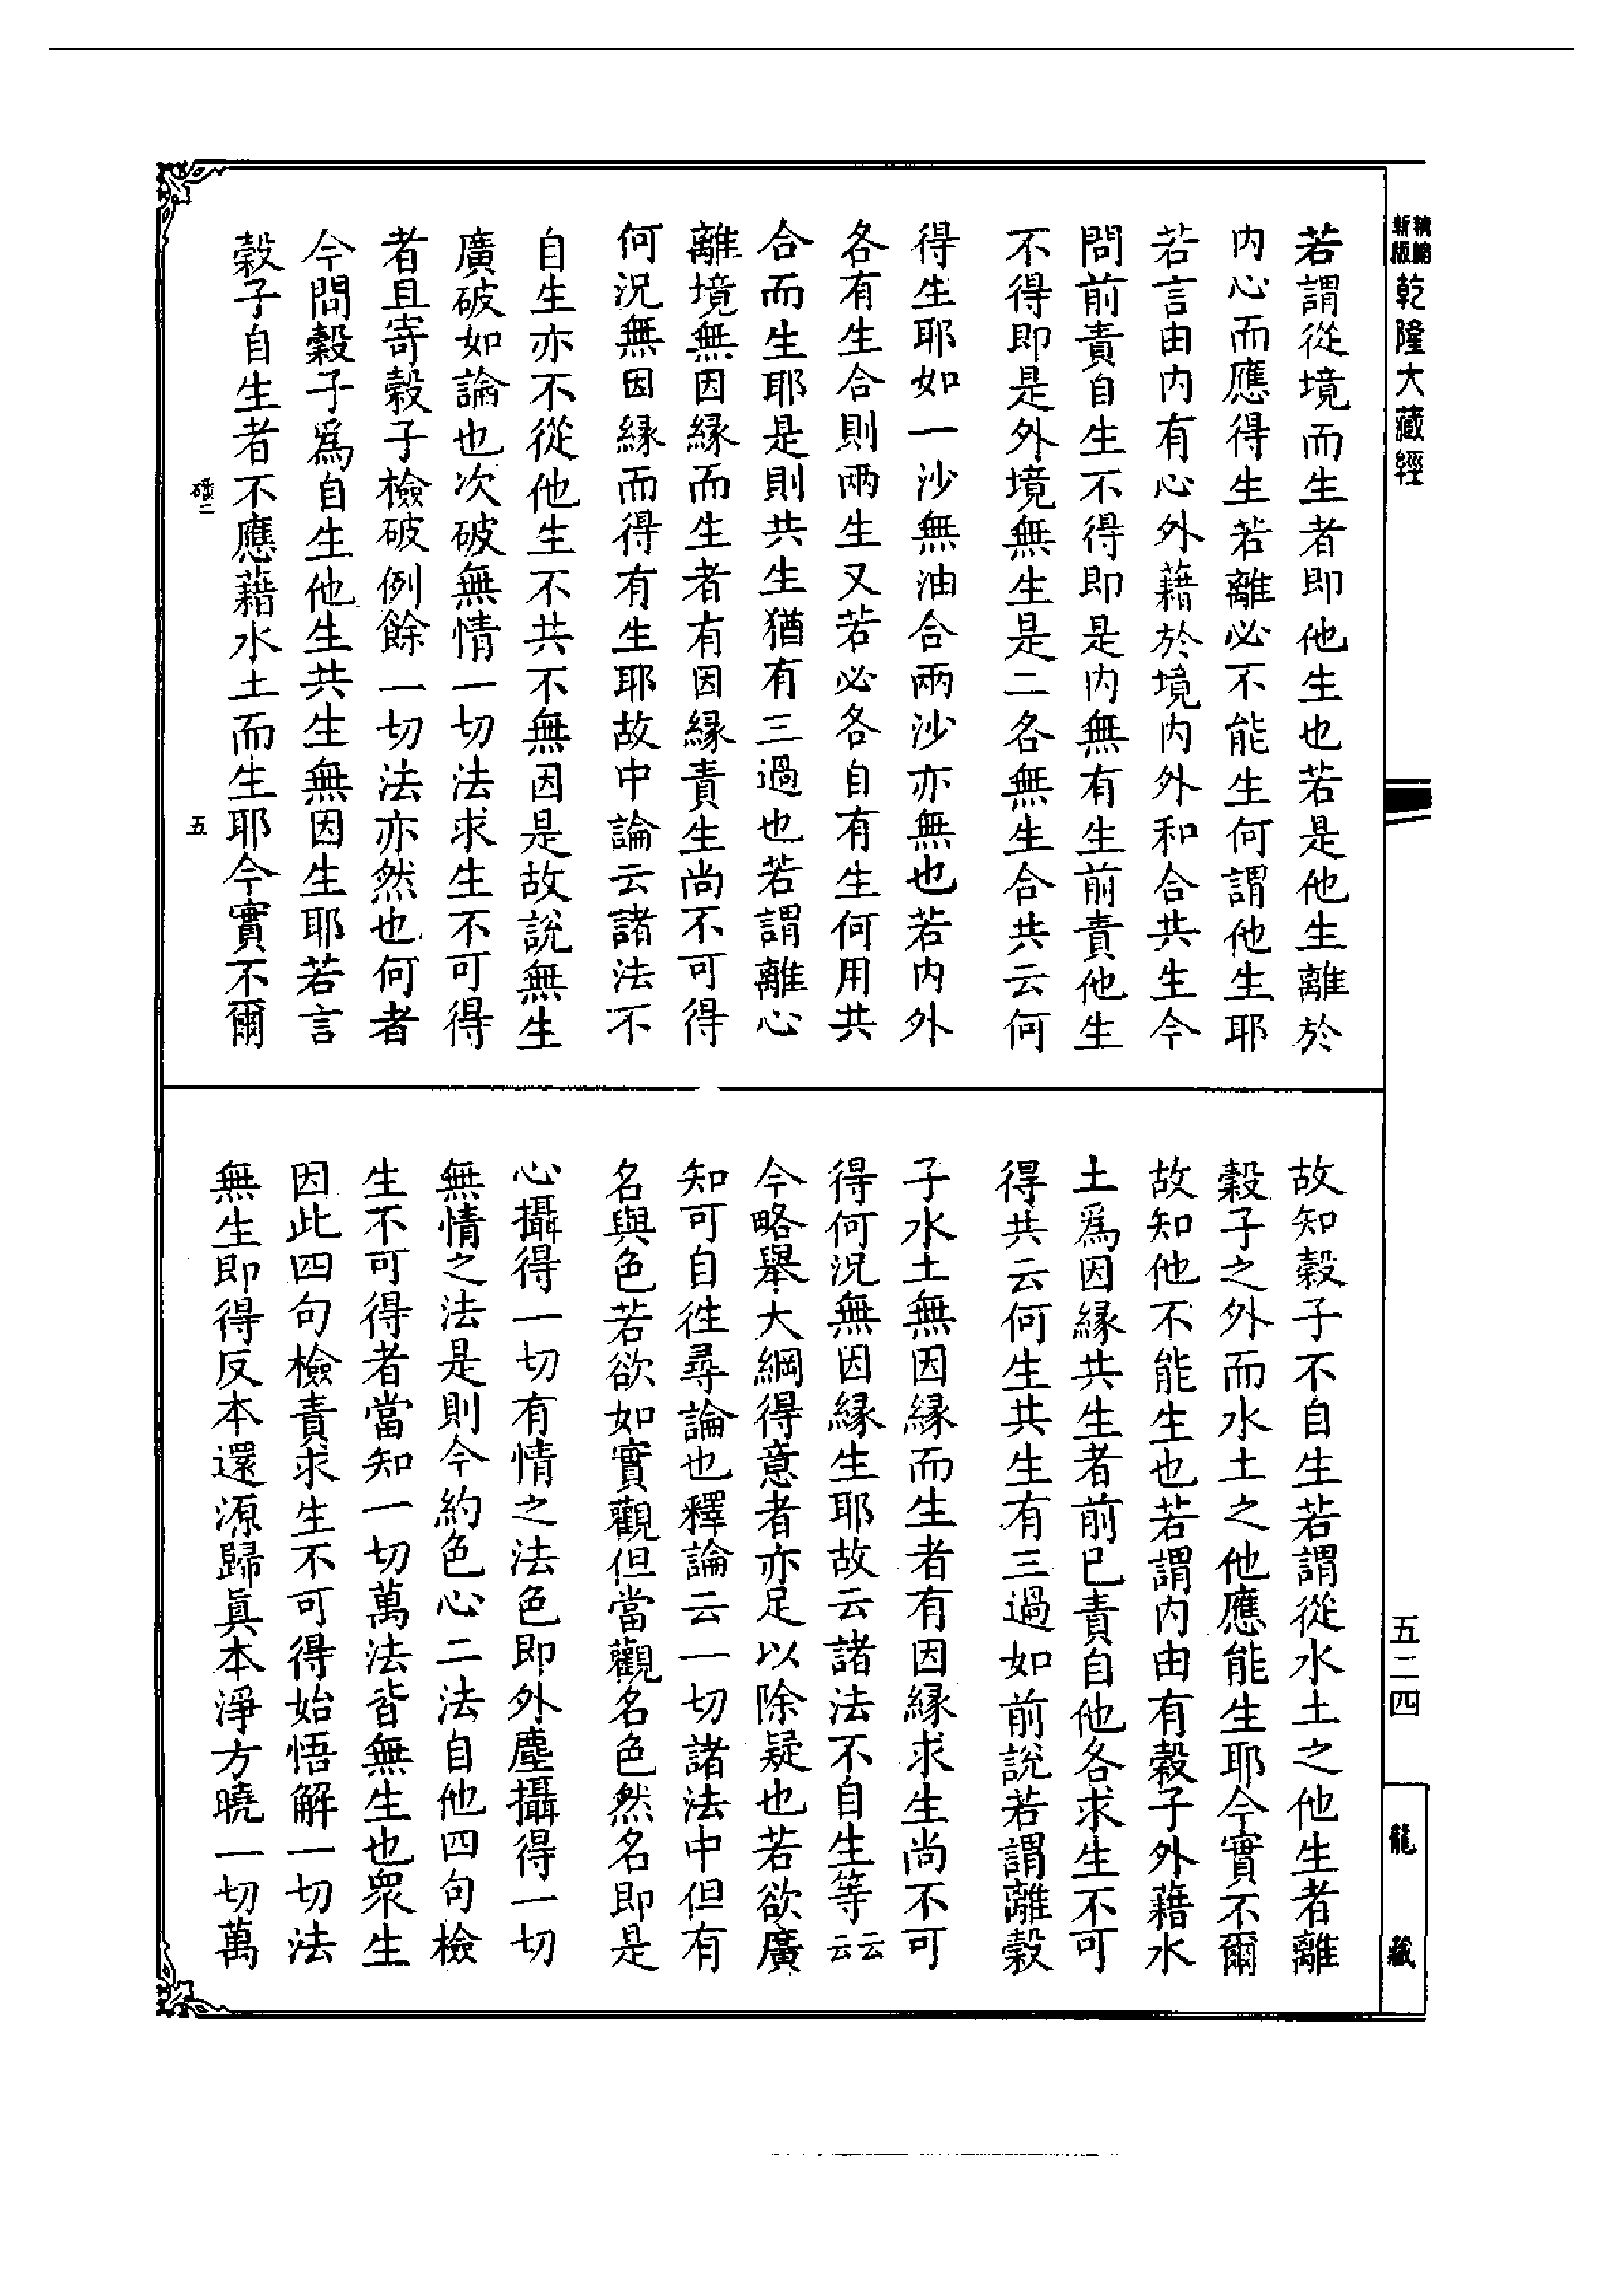 新版
精縮
乾隆大藏經
若謂從境而生者即他生也若是他生離於
内心而應得生若離必不能生何謂他生耶
若言由内有心外藉於境内外和合共生今
問前責自生不得即是内無有生前責他生
不得即是外境無生是二各無生合共云何
得生耶如一沙無油合兩沙亦無也若内外
各有生合則兩生又若必各自有生何用共
合而生耶是則共生猶有三過也若謂離心
離境無因緣而生者有因緣責生尚不可得
何況無因緣而得有生耶故中論云諸法不
自生亦不從他生不共不無因是故說無生
廣破如論也次破無情一切法求生不可得
者且寄穀子檢破例餘一切法亦然也何者
今問穀子爲自生他生共生無因生耶若言
穀子自生者不應藉水土而生耶今實不爾
磧二
五
故知穀子不自生若謂從水土之他生者離
穀子之外而水土之他應能生耶今實不爾
故知他不能生也若謂内由有穀子外藉水
土爲因緣共生者前已責自他各求生不可
得共云何生共生有三過如前説若謂離穀
子水土無因緣而生者有因緣求生尚不可
得何況無因緣生耶故云諸法不自生等云云
今略舉大綱得意者亦足以除疑也若欲廣
知可自往尋論也釋論云一切諸法中但有
名與色若欲如實觀但當觀名色然名即是
心攝得一切有情之法色即外塵攝得一切
無情之法是則今約色心二法自他四句檢
生不可得者當知一切萬法皆無生也衆生
因此四句檢責求生不可得始悟解一切法
無生即得反本還源歸眞本淨方曉一切萬
五二四
龍藏